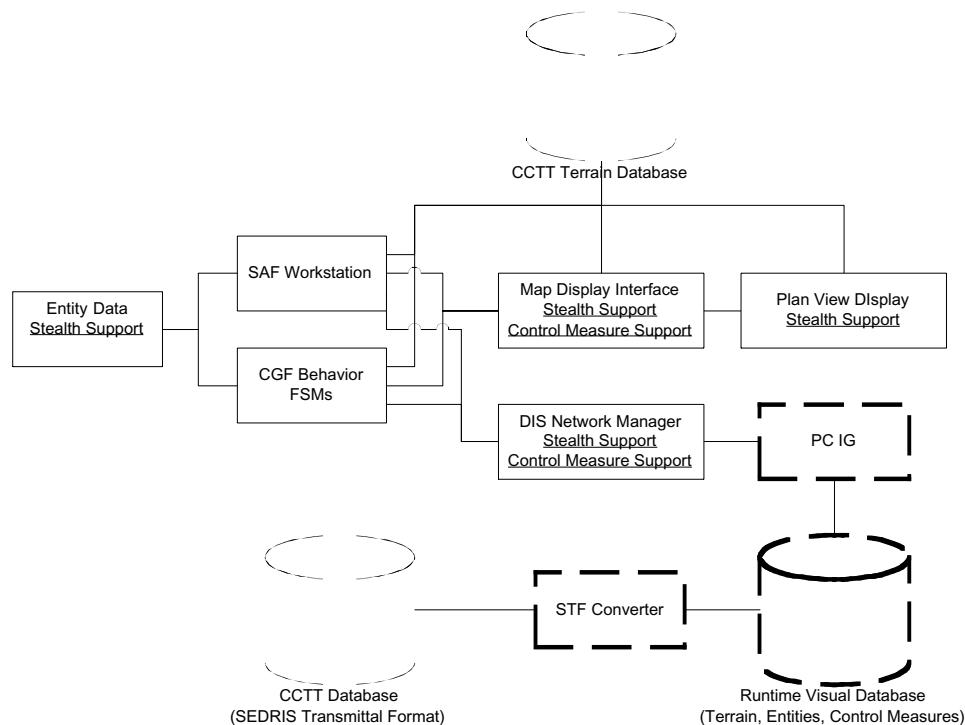 CCTT Terrain Database
SAF Workstation
Entity Data
Stealth Support
CGF Behavior
FSMs
Map Display Interface
Stealth Support
Control Measure Support
Plan View DIsplay
Stealth Support
DIS Network Manager
Stealth Support
Control Measure Support
PC IG
STF Converter
CCTT Database
(SEDRIS Transmittal Format)
Runtime Visual Database
(Terrain, Entities, Control Measures)